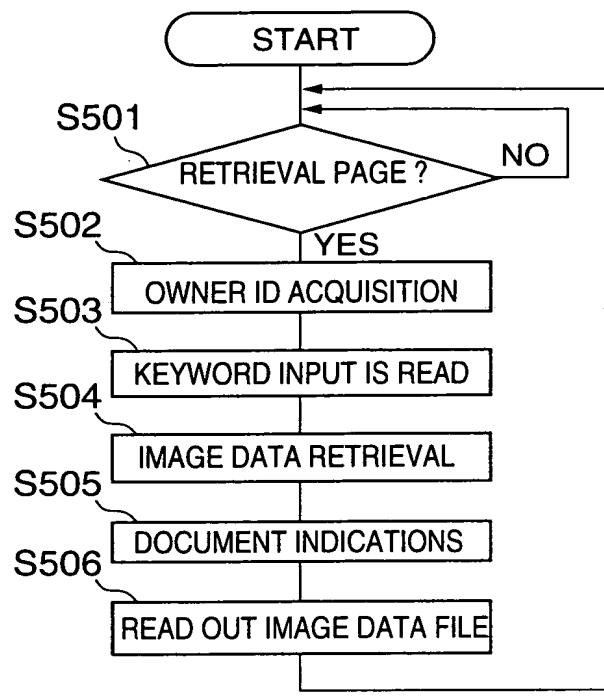 START
S501
RETRIEVAL PAGE ?
NO
S502
YES
OWNER ID ACQUISITION
S503
KEYWORD INPUT IS READ
S504
IMAGE DATA RETRIEVAL
S505
DOCUMENT INDICATIONS
S506
READ OUT IMAGE DATA FILE